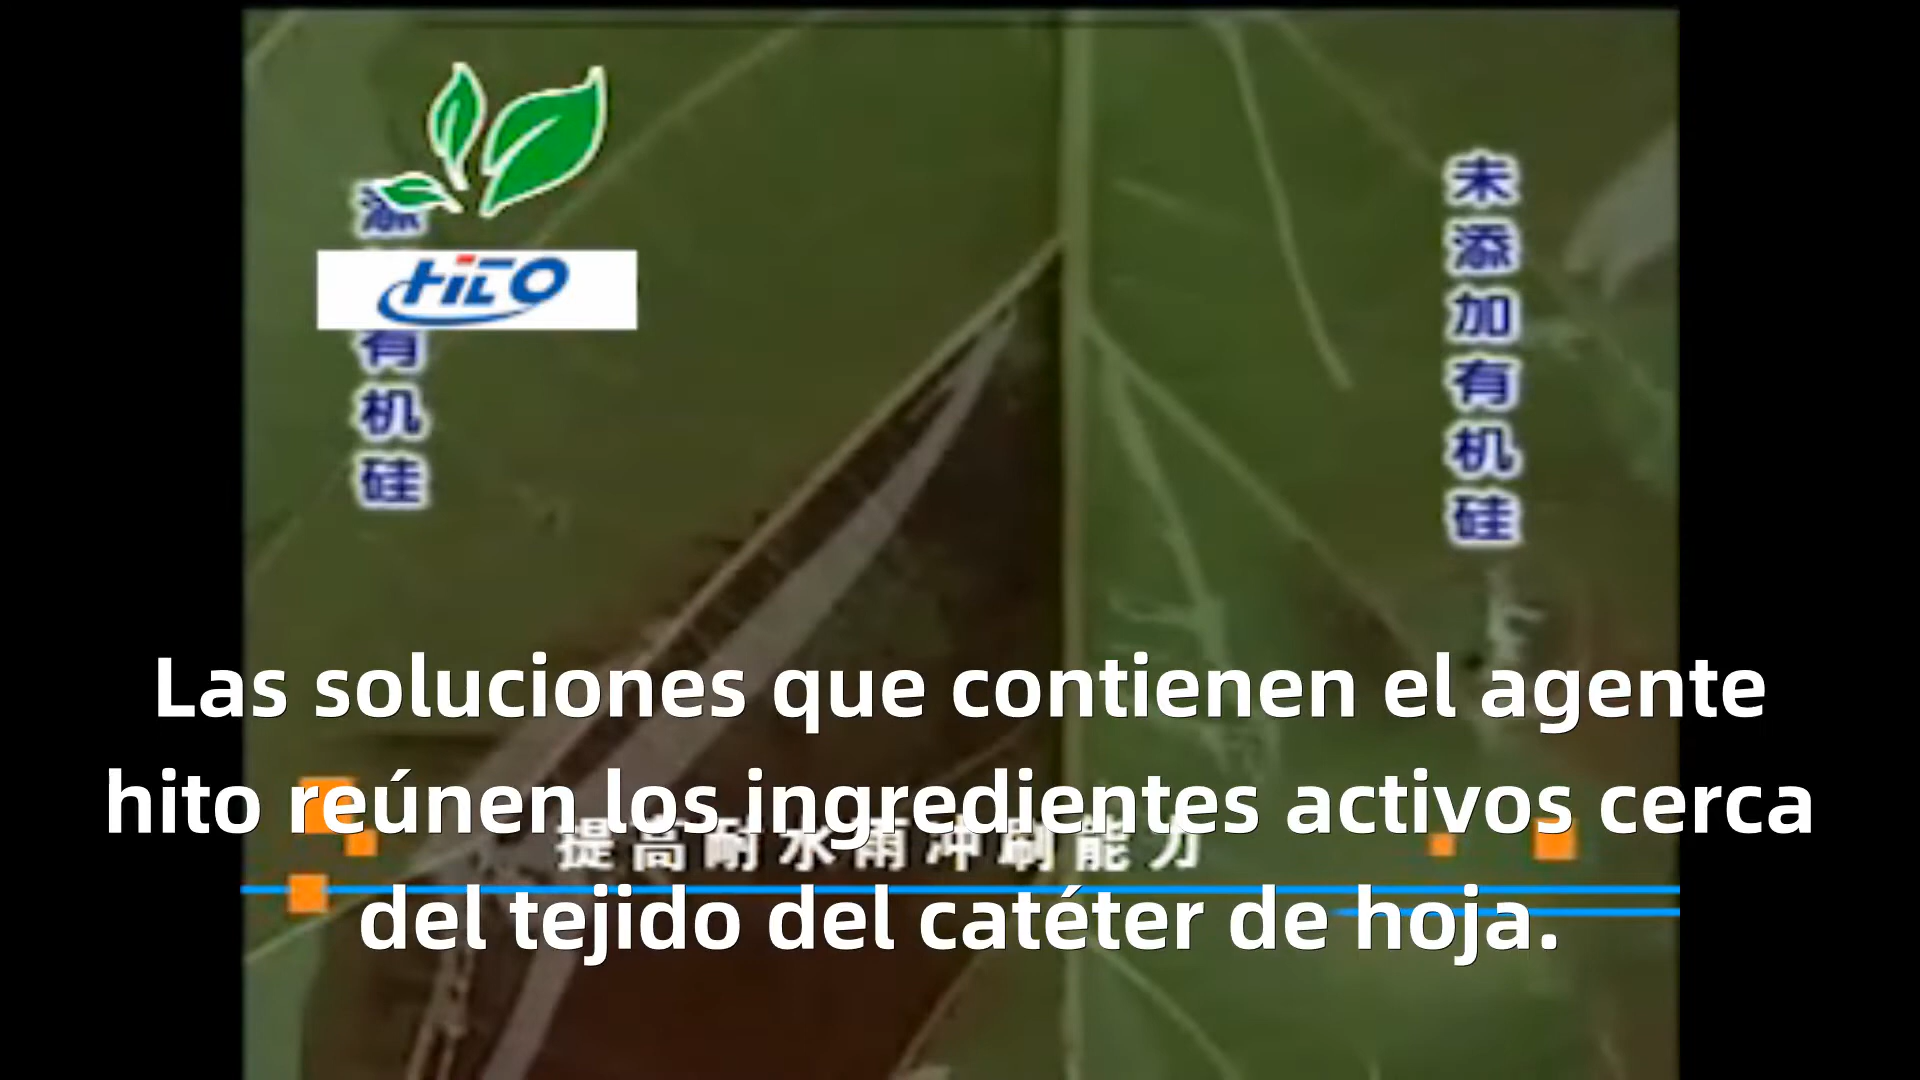 HiTO
添
有机硅
未添加有机硅
Las soluciones que contienen el agente
hito reúnen los ingredientes activos cerca
提高耐水雨冲刷能力
del tejido del catéter de hoja.